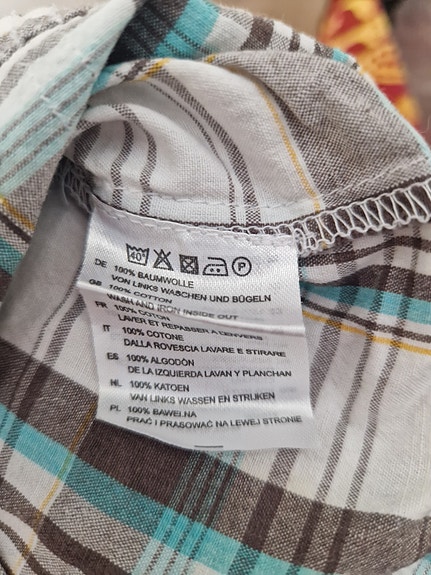 40° P
DE 100% BAUMWOLLE
VON LINKS WASCHEN UND BÜGELN
GB 100% COTTON
WASH AND IRON INSIDE OUT
FR 100% COTON
LAVER ET REPASSER A L'ENVERS
IT 100% COTONE
DALLA ROVESCIA LAVARE E STIRARE
ES 100% ALGODÓN
DE LA IZQUIERDA LAVAN Y PLANCHAN
NL 100% KATOEN
VAN LINKS WASSEN EN STRIJKEN
PL 100% BAWEŁNA
PRAĆ I PRASOWAĆ NA LEWEJ STRONIE